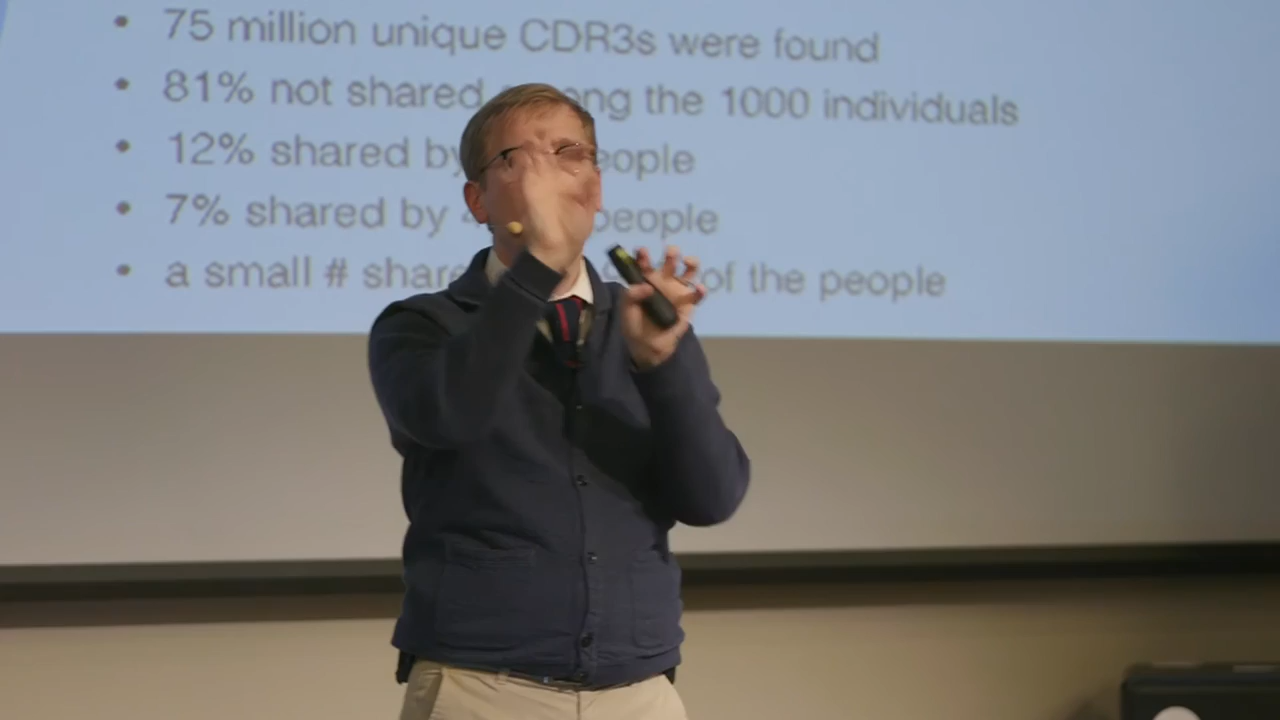 • 75 million unique CDR3s were found
• 81% not shared the 1000 individuals
• 12% shared by
• 7% shared by people
• a small # of the people